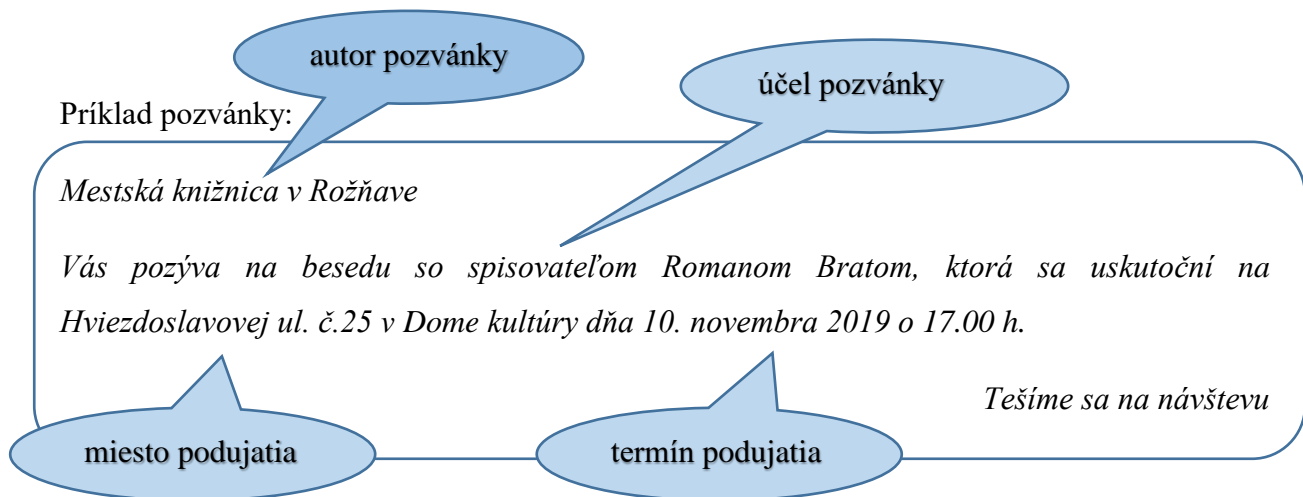 autor pozvánky
účel pozvánky
Príklad pozvánky:
Mestská knižnica v Rožňave
Vás pozýva na besedu so spisovateľom Romanom Bratom, ktorá sa uskutoční na
Hviezdoslavovej ul. č.25 v Dome kultúry dňa 10. novembra 2019 o 17.00 h.
Tešíme sa na návštevu
miesto podujatia
termín podujatia